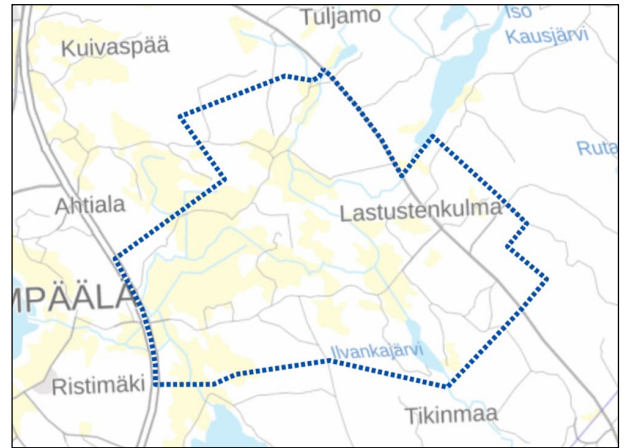 Tuljamo
Iso
Kausjärvi
Kuivaspää
Ruta
Ahtiala
Lastustenkulma
MPÄÄLÄ
Ilvankajärvi
Ristimäki
Tikinmaa